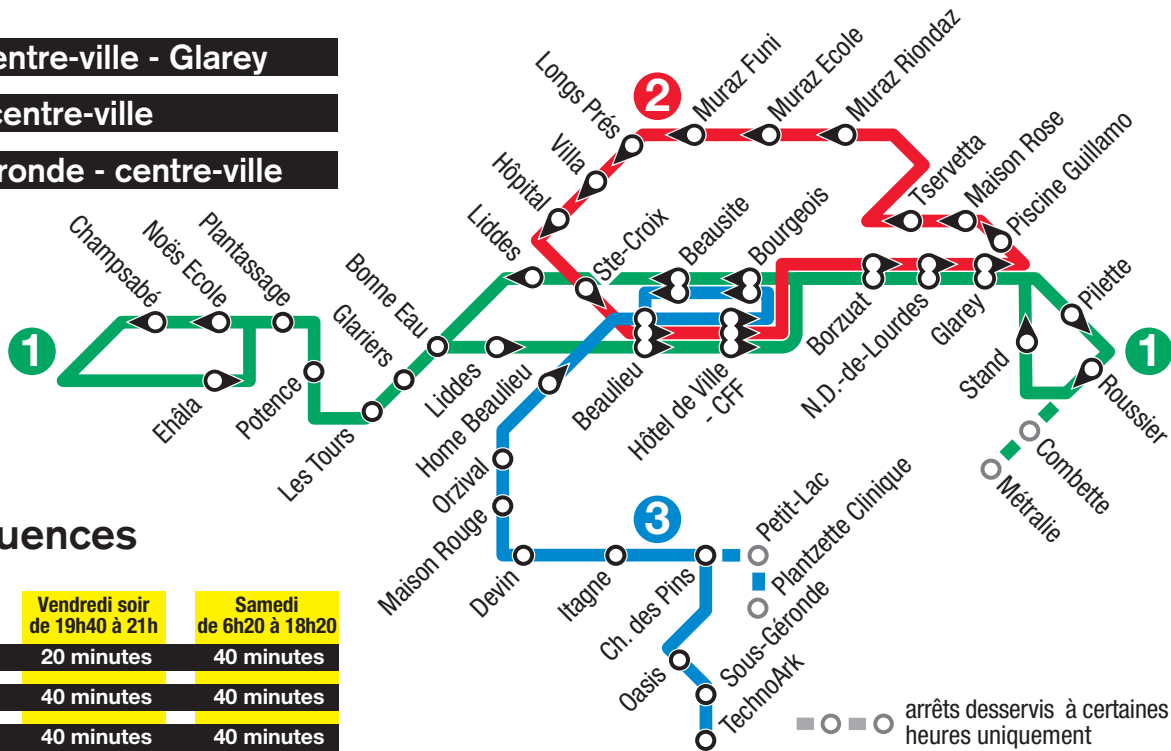 entre-ville - Glarey
centre-ville
ronde - centre-ville
2
Longs Prés
Muraz Funi
Muraz Ecole
Muraz Riondaz
Villa
Hôpital
Tservetta
Maison Rose
Piscine Guillamo
Champsabé
Noës Ecole
Plantassage
Bonne Eau
Glariers
Liddes
Ste-Croix
Beausite
Bourgeois
1
Ehâla
Potence
Les Tours
Liddes
Home Beaulieu
Beaulieu
Hôtel de Ville
- CFF
Borzuat
N.D.-de-Lourdes
Glarey
Stand
Pilette
1
Roussier
Combette
Métralie
Orzival
Maison Rouge
3
Devin
Itagne
Ch. des Pins
Petit-Lac
Plantzette Clinique
Oasis
Sous-Géronde
TechnoArk
uences
Vendredi soir
de 19h40 à 21h
Samedi
de 6h20 à 18h20
20 minutes
40 minutes
40 minutes
40 minutes
40 minutes
40 minutes
arrêts desservis à certaines
heures uniquement